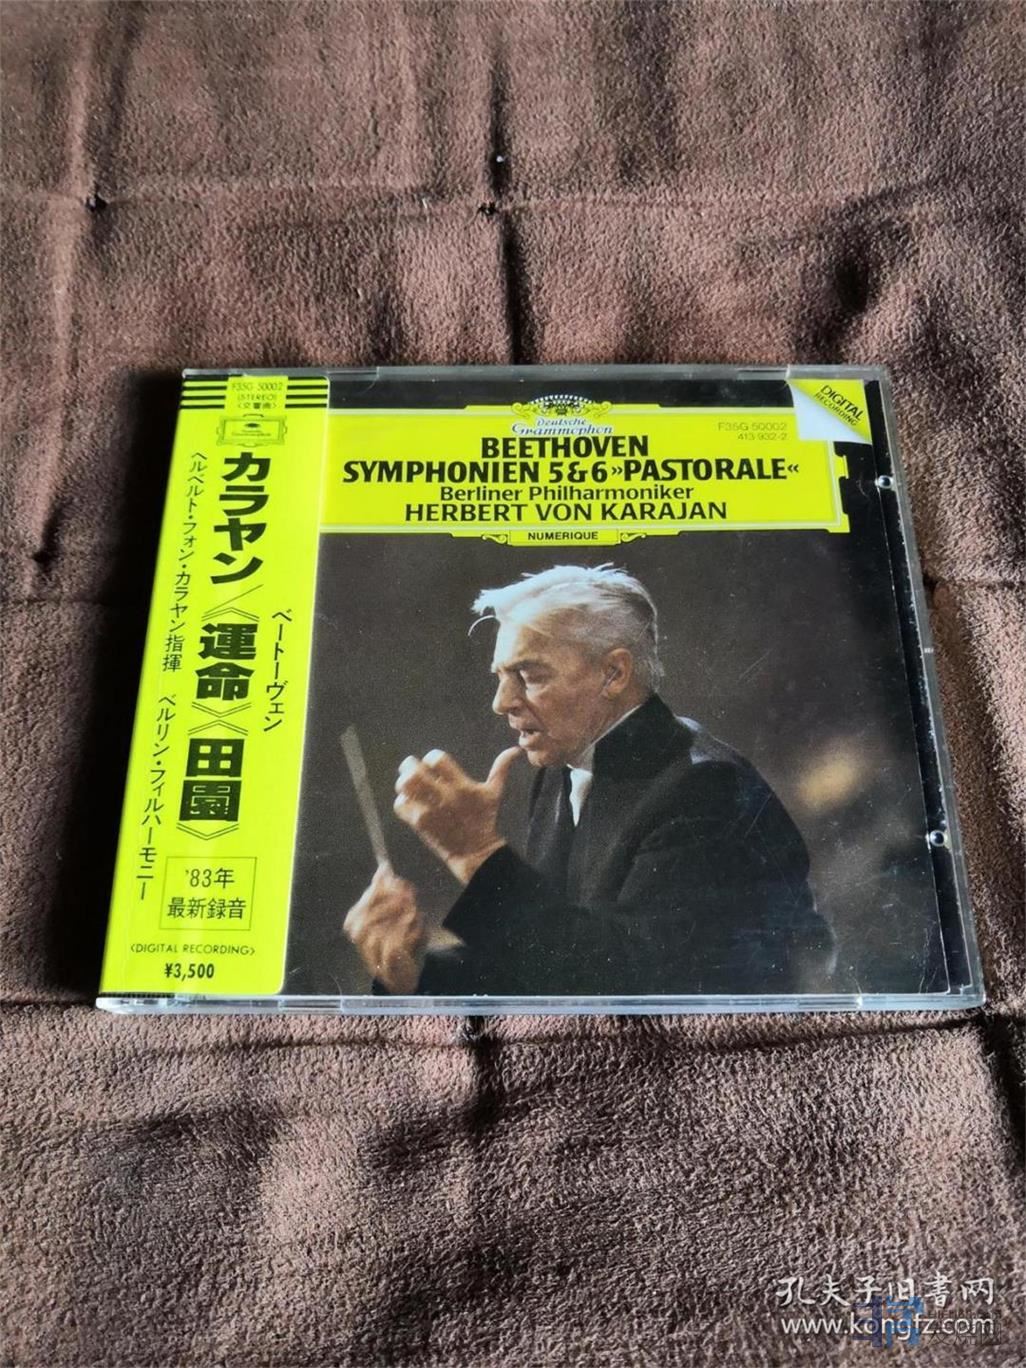 F35G 50002
(STEREO)
〈交響曲〉
ベートーヴェン
カラヤン/《運命》《田園》
ヘルベルト・フォン・カラヤン指揮 ベルリン・フィルハーモニー
'83年
最新録音
〈DIGITAL RECORDING〉
¥3,500
Deutsche
Grammophon
BEETHOVEN
SYMPHONIEN 5&6 »PASTORALE«
Berliner Philharmoniker
HERBERT VON KARAJAN
NUMERIQUE
F35G 50002
413 932-2
DIGITAL
RECORDING
孔夫子旧書网
www.kongfz.com